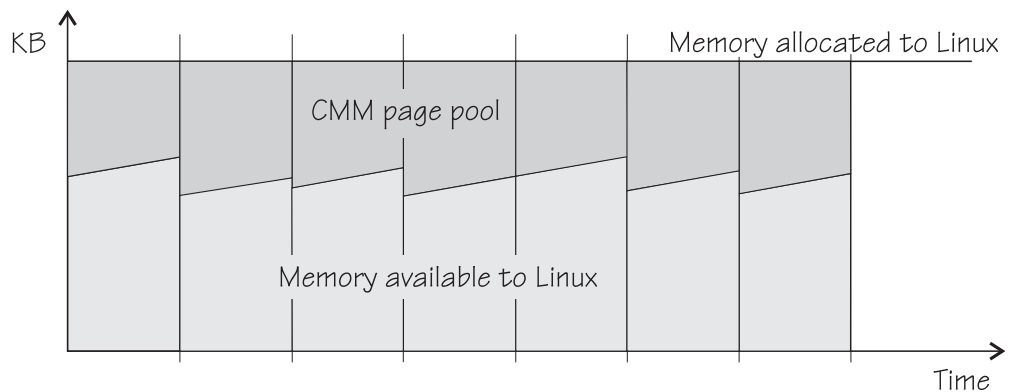 KB
Memory allocated to Linux
CMM page pool
Memory available to Linux
Time